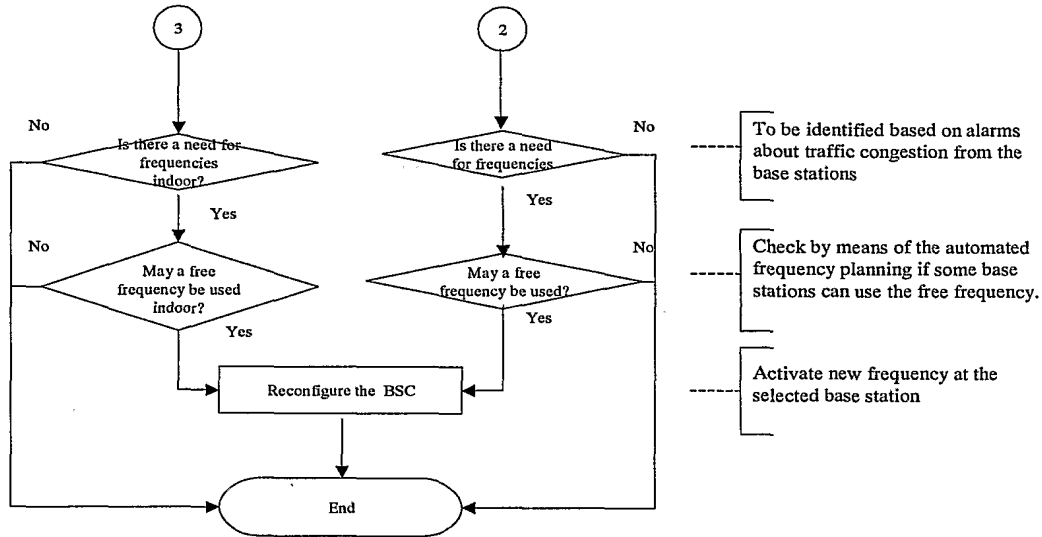 3
2
No
Is there a need for
frequencies
indoor?
Yes
No
May a free
frequency be used
indoor?
Yes
No
Is there a need
for frequencies
Yes
No
May a free
frequency be used?
Yes
Reconfigure the BSC
End
To be identified based on alarms
about traffic congestion from the
base stations
Check by means of the automated
frequency planning if some base
stations can use the free frequency.
Activate new frequency at the
selected base station